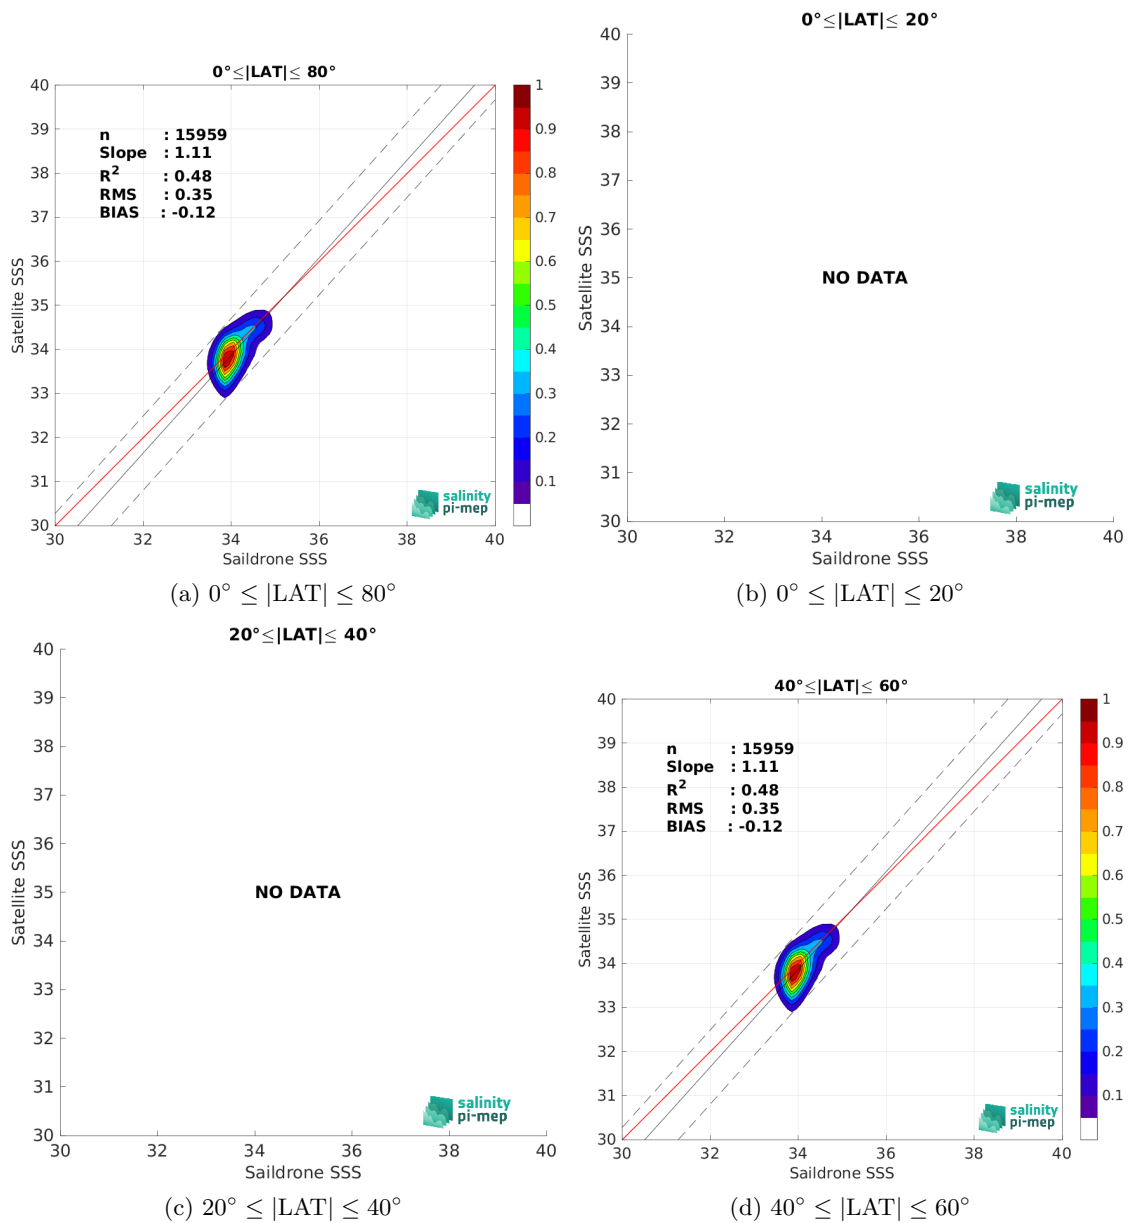 0°≤|LAT|≤ 80°
40
39
38
37
36
35
34
33
32
31
30
Satellite SSS
n : 15959
Slope : 1.11
R² : 0.48
RMS : 0.35
BIAS : -0.12
salinity
pi-mep
30 32 34 36 38 40
Saildrone SSS
1
0.9
0.8
0.7
0.6
0.5
0.4
0.3
0.2
0.1
(a) 0° ≤ |LAT| ≤ 80°
0°≤|LAT|≤ 20°
40
39
38
37
36
35
34
33
32
31
30
Satellite SSS
NO DATA
salinity
pi-mep
30 32 34 36 38 40
Saildrone SSS
(b) 0° ≤ |LAT| ≤ 20°
20°≤|LAT|≤ 40°
40
39
38
37
36
35
34
33
32
31
30
Satellite SSS
NO DATA
salinity
pi-mep
30 32 34 36 38 40
Saildrone SSS
(c) 20° ≤ |LAT| ≤ 40°
40°≤|LAT|≤ 60°
40
39
38
37
36
35
34
33
32
31
30
Satellite SSS
n : 15959
Slope : 1.11
R² : 0.48
RMS : 0.35
BIAS : -0.12
salinity
pi-mep
30 32 34 36 38 40
Saildrone SSS
1
0.9
0.8
0.7
0.6
0.5
0.4
0.3
0.2
0.1
(d) 40° ≤ |LAT| ≤ 60°